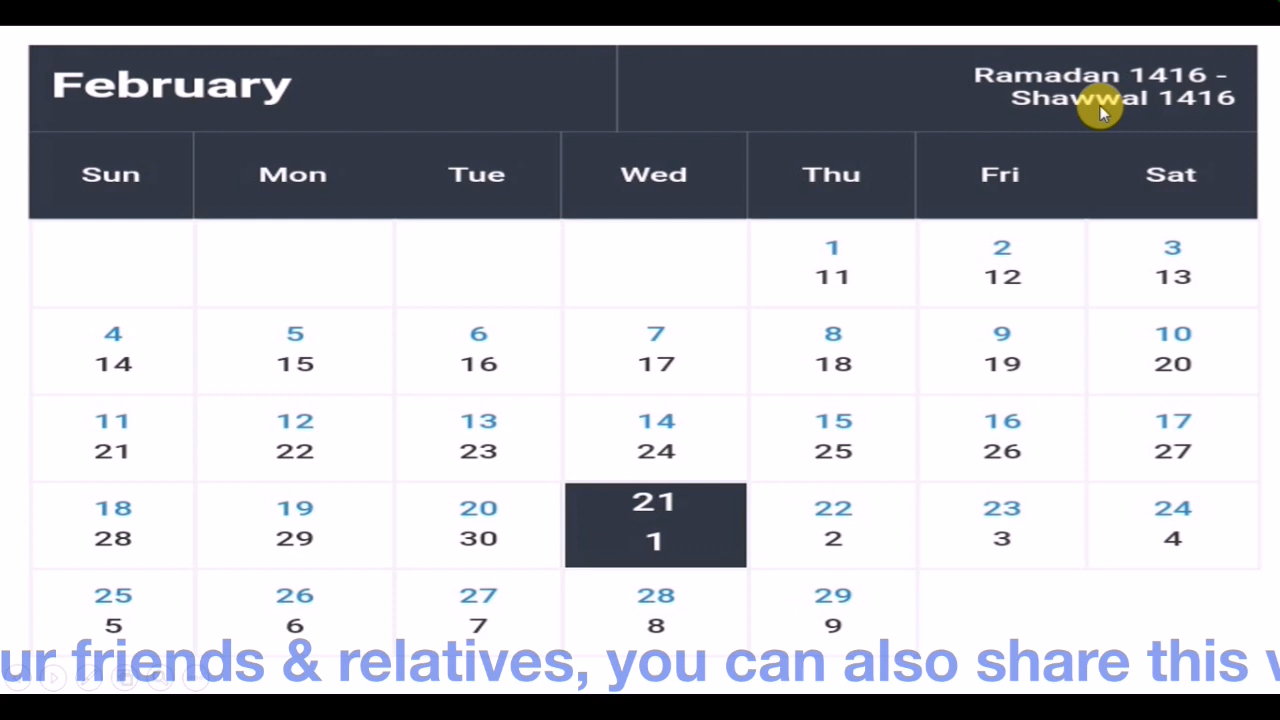 February
Ramadan 1416 -
Shawwal 1416
Sun Mon Tue Wed Thu Fri Sat
1 2 3
11 12 13
4 5 6 7 8 9 10
14 15 16 17 18 19 20
11 12 13 14 15 16 17
21 22 23 24 25 26 27
18 19 20 21 22 23 24
28 29 30 1 2 3 4
25 26 27 28 29
5 6 7 8 9
ur friends & relatives, you can also share this v